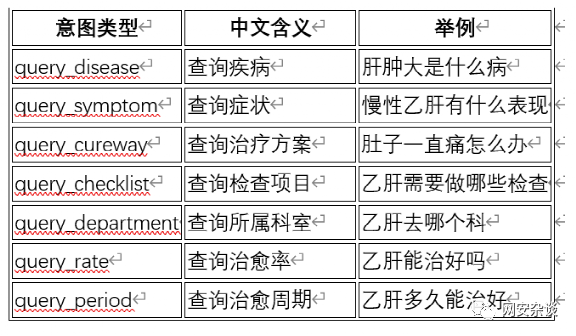 意图类型 中文含义 举例
query_disease 查询疾病 肝肿大是什么病
query_symptom 查询症状 慢性乙肝有什么表现
query_cureway 查询治疗方案 肚子一直痛怎么办
query_checklist 查询检查项目 乙肝需要做哪些检查
query_department 查询所属科室 乙肝去哪个科
query_rate 查询治愈率 乙肝能治好吗
query_period 查询治愈周期 乙肝多久能治好
网安杂谈